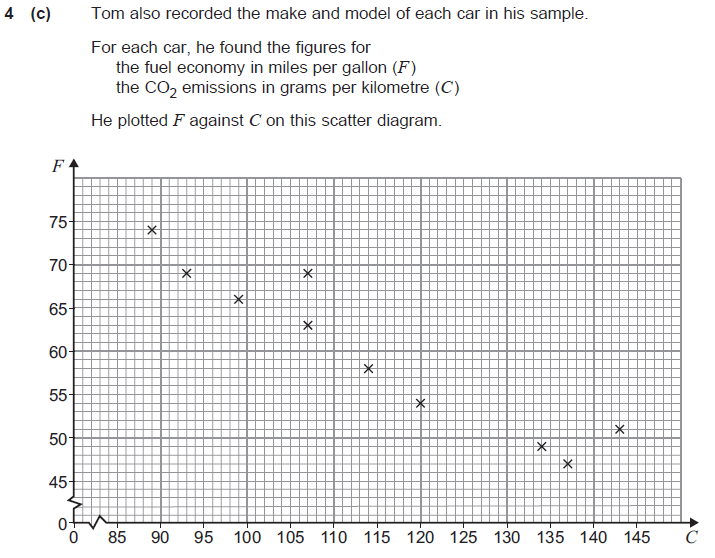 4 (c) Tom also recorded the make and model of each car in his sample.
For each car, he found the figures for
the fuel economy in miles per gallon (F)
the CO₂ emissions in grams per kilometre (C)
He plotted F against C on this scatter diagram.
F
75
70
65
60
55
50
45
0
0 85 90 95 100 105 110 115 120 125 130 135 140 145 C